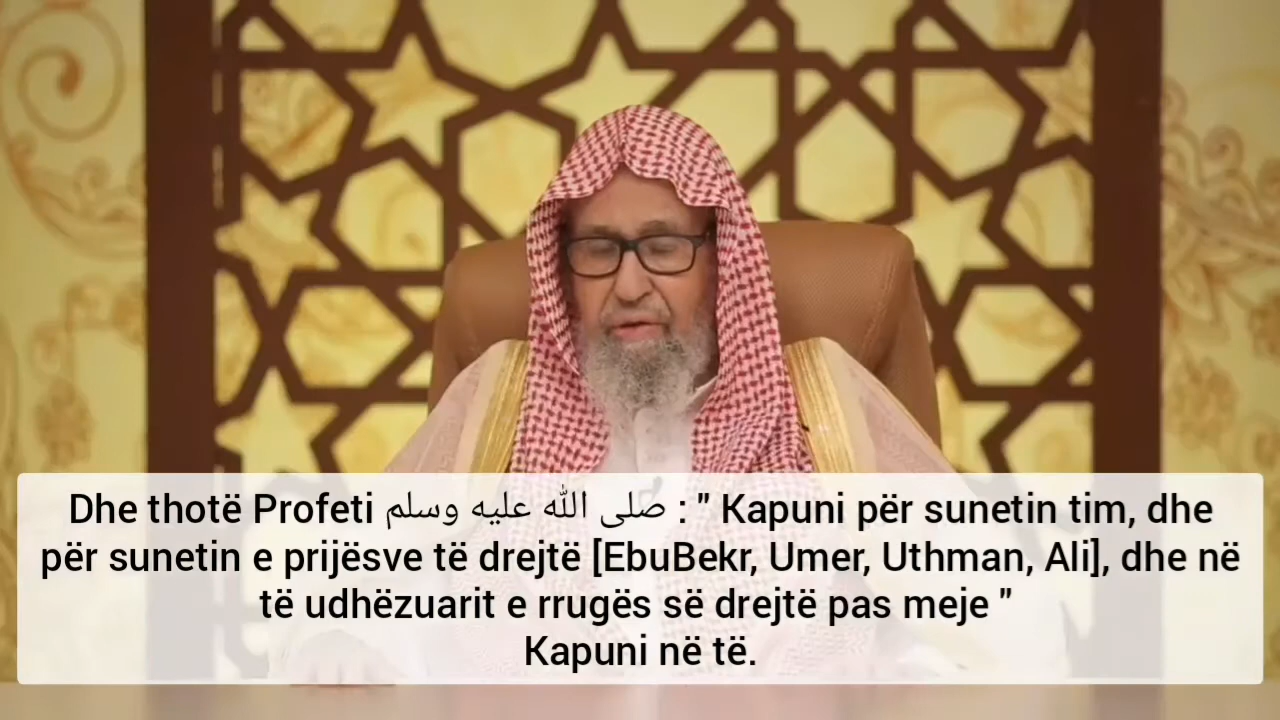 Dhe thotë Profeti صلى الله عليه وسلم : " Kapuni për sunetin tim, dhe
për sunetin e prijësve të drejtë [EbuBekr, Umer, Uthman, Ali], dhe në
të udhëzuarit e rrugës së drejtë pas meje "
Kapuni në të.